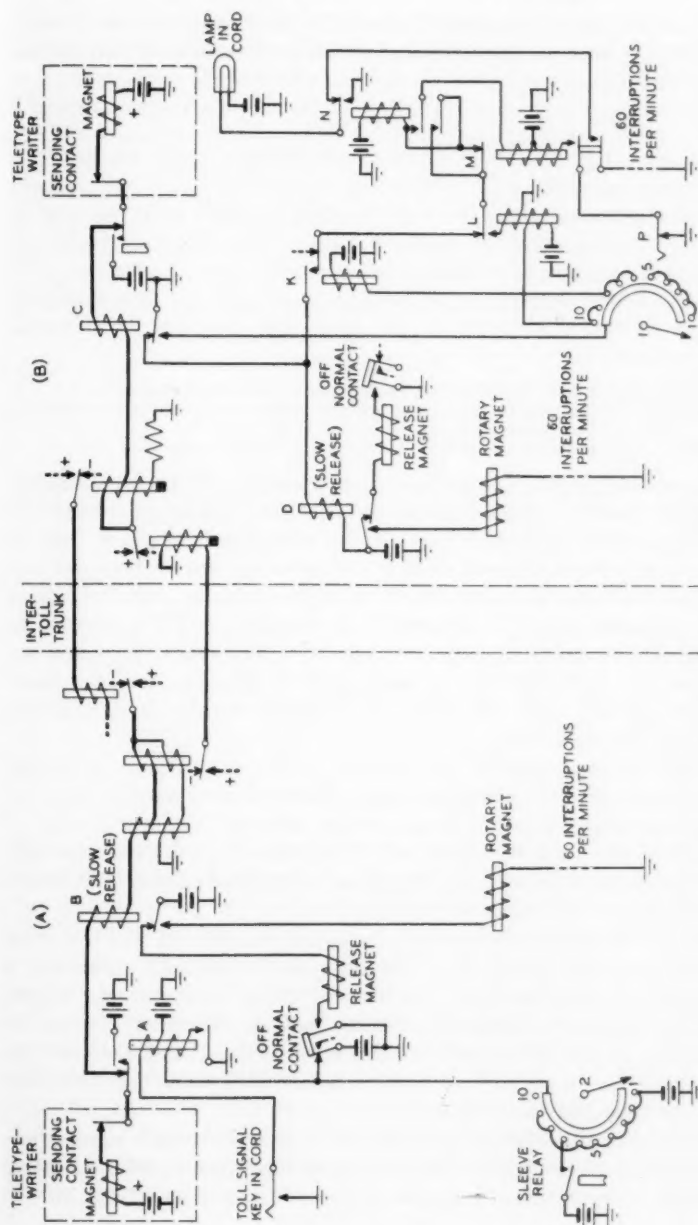 (A)
TELETYPE-
WRITER
SENDING
CONTACT
MAGNET
+
TOLL SIGNAL
KEY IN CORD
A
B
(SLOW
RELEASE)
OFF
NORMAL
CONTACT
RELEASE
MAGNET
ROTARY
MAGNET
60 INTERRUPTIONS
PER MINUTE
SLEEVE
RELAY
10
5
1
2
- +
- +
INTER-
TOLL
TRUNK
(B)
+ -
+ -
C
TELETYPE-
WRITER
SENDING
CONTACT
MAGNET
+
LAMP
IN
CORD
D
(SLOW
RELEASE)
OFF
NORMAL
CONTACT
RELEASE
MAGNET
ROTARY
MAGNET
60 INTERRUPTIONS
PER MINUTE
K
L
M
N
P
10
5
1
10
60
INTERRUPTIONS
PER MINUTE